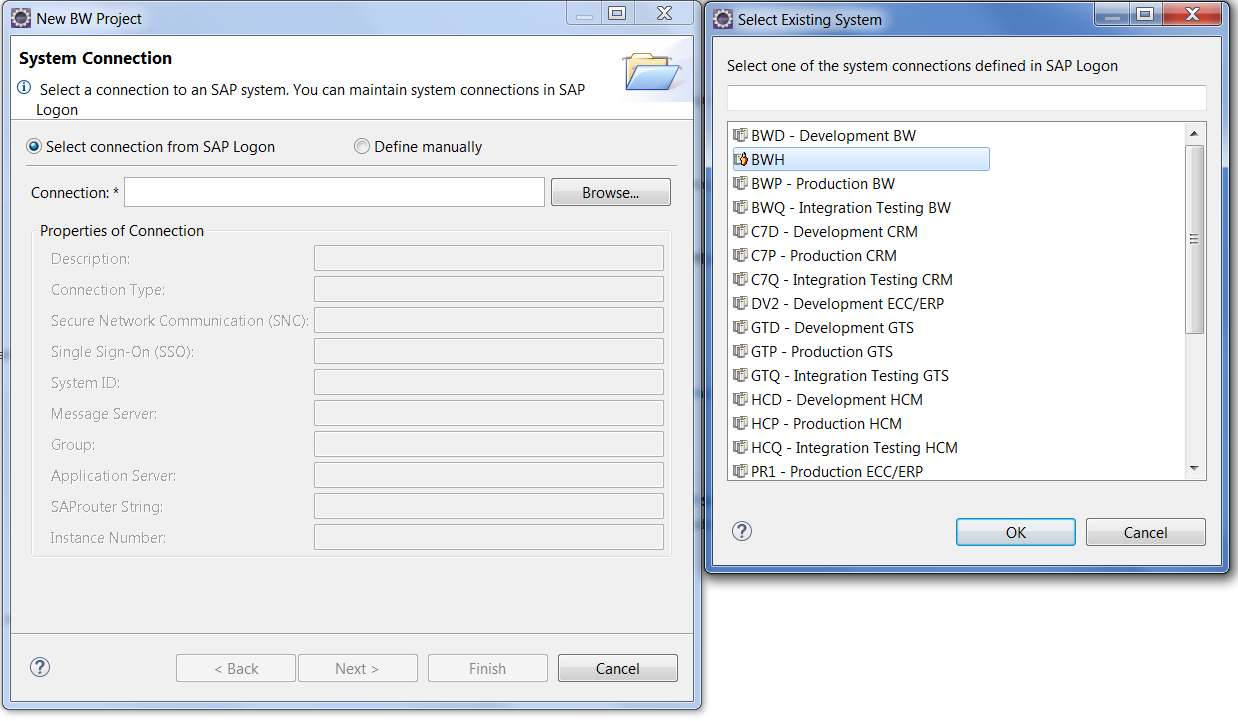 New BW Project
System Connection
Select a connection to an SAP system. You can maintain system connections in SAP
Logon
Select connection from SAP Logon
Define manually
Connection: *
Browse...
Properties of Connection
Description:
Connection Type:
Secure Network Communication (SNC):
Single Sign-On (SSO):
System ID:
Message Server:
Group:
Application Server:
SAProuter String:
Instance Number:
?
< Back
Next >
Finish
Cancel
Select Existing System
Select one of the system connections defined in SAP Logon
BWD - Development BW
BWH
BWP - Production BW
BWQ - Integration Testing BW
C7D - Development CRM
C7P - Production CRM
C7Q - Integration Testing CRM
DV2 - Development ECC/ERP
GTD - Development GTS
GTP - Production GTS
GTQ - Integration Testing GTS
HCD - Development HCM
HCP - Production HCM
HCQ - Integration Testing HCM
PR1 - Production ECC/ERP
?
OK
Cancel